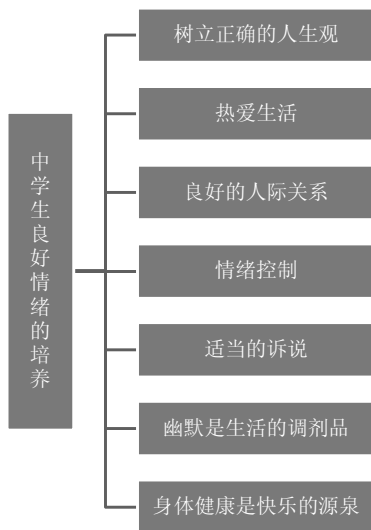 中学生良好情绪的培养
树立正确的人生观
热爱生活
良好的人际关系
情绪控制
适当的诉说
幽默是生活的调剂品
身体健康是快乐的源泉